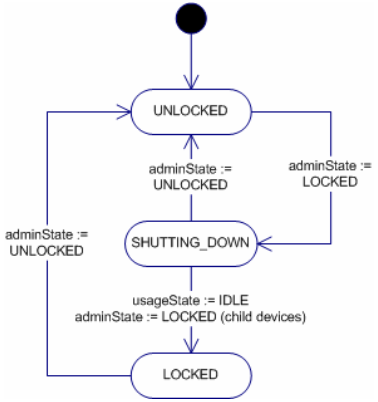 UNLOCKED
adminState :=
UNLOCKED
adminState :=
LOCKED
adminState :=
UNLOCKED
SHUTTING_DOWN
usageState := IDLE
adminState := LOCKED (child devices)
LOCKED